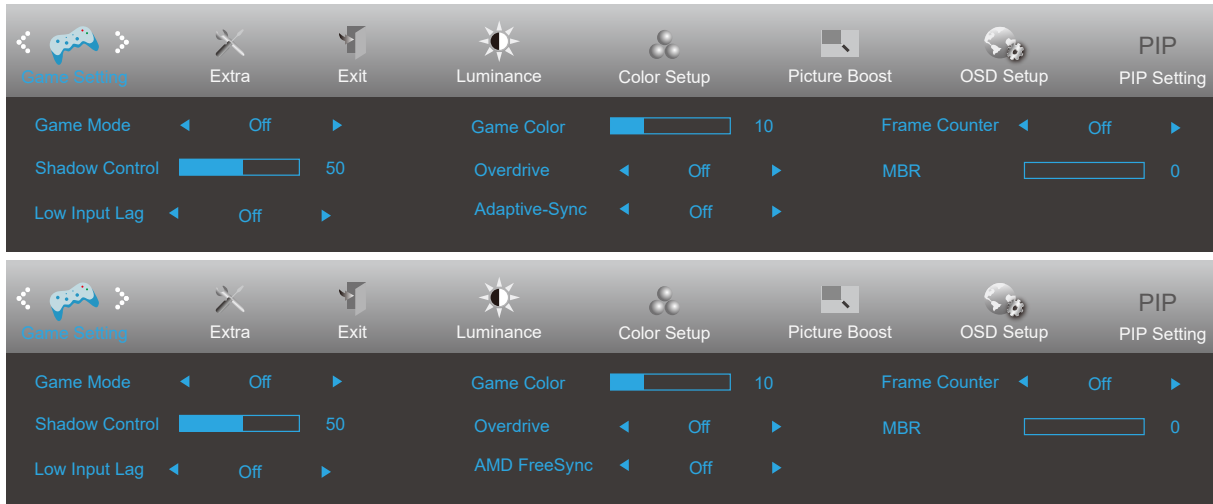 PIP
Game Setting Extra Exit Luminance Color Setup Picture Boost OSD Setup PIP Setting
Game Mode Off Game Color 10 Frame Counter Off
Shadow Control 50 Overdrive Off MBR 0
Low Input Lag Off Adaptive-Sync Off
PIP
Game Setting Extra Exit Luminance Color Setup Picture Boost OSD Setup PIP Setting
Game Mode Off Game Color 10 Frame Counter Off
Shadow Control 50 Overdrive Off MBR 0
Low Input Lag Off AMD FreeSync Off